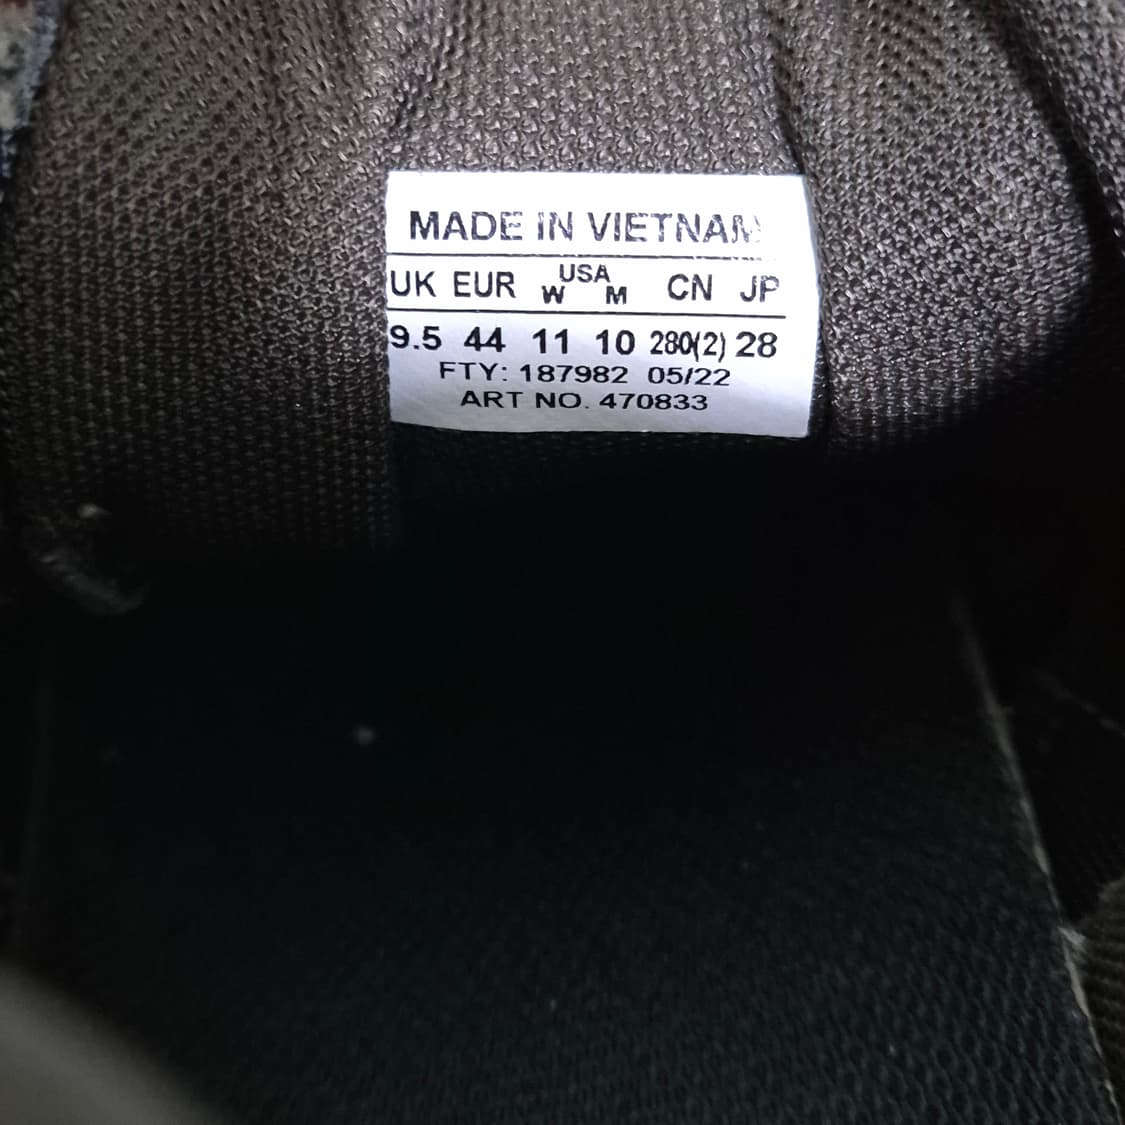 MADE IN VIETNAM
UK EUR USA W M CN JP
9.5 44 11 10 280(2) 28
FTY: 187982 05/22
ART NO. 470833